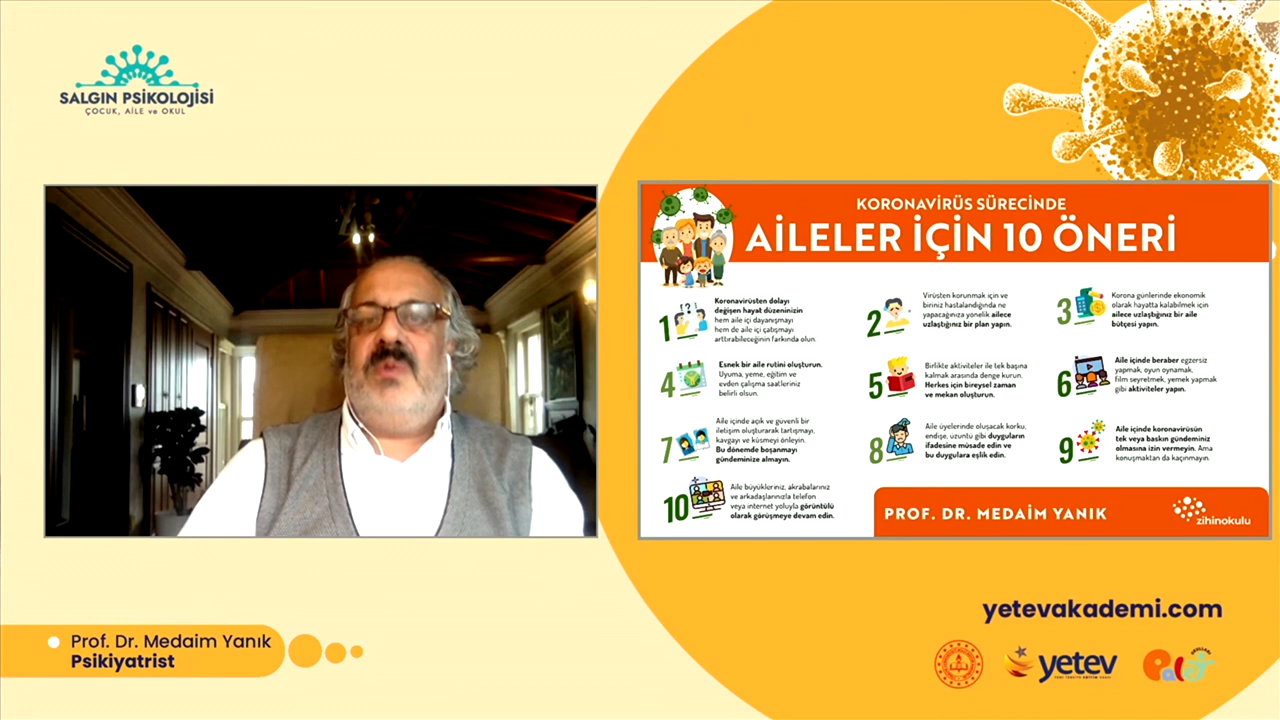 SALGIN PSİKOLOJİSİ
ÇOCUK, AİLE ve OKUL
KORONAVİRÜS SÜRECİNDE
AİLELER İÇİN 10 ÖNERİ
1
Koronavirüsten dolayı
değişen hayat düzeninizin
hem aile içi dayanışmayı
hem de aile içi çatışmayı
arttırabileceğinin farkında olun.
2
Virüsten korunmak için ve
biriniz hastalandığında ne
yapacağınıza yönelik ailece
uzlaştığınız bir plan yapın.
3
Korona günlerinde ekonomik
olarak hayatta kalabilmek için
ailece uzlaştığınız bir aile
bütçesi yapın.
4
Esnek bir aile rutini oluşturun.
Uyuma, yeme, eğitim ve
evden çalışma saatleriniz
belirli olsun.
5
Birlikte aktiviteler ile tek başına
kalmak arasında denge kurun.
Herkes için bireysel zaman
ve mekan oluşturun.
6
Aile içinde beraber egzersiz
yapmak, oyun oynamak,
film seyretmek, yemek yapmak
gibi aktiviteler yapın.
7
Aile içinde açık ve güvenli bir
iletişim oluşturarak tartışmayı,
kavgayı ve küsmeyi önleyin.
Bu dönemde boşanmayı
gündeminize almayın.
8
Aile üyelerinde oluşacak korku,
endişe, üzüntü gibi duyguların
ifadesine müsade edin ve
bu duygulara eşlik edin.
9
Aile içinde koronavirüsün
tek veya baskın gündeminiz
olmasına izin vermeyin. Ama
konuşmaktan da kaçınmayın.
10
Aile büyükleriniz, akrabalarınız
ve arkadaşlarınızla telefon
veya internet yoluyla görüntülü
olarak görüşmeye devam edin.
PROF. DR. MEDAİM YANIK
zihinokulu
yetevakademi.com
Prof. Dr. Medaim Yanık
Psikiyatrist
yetev
Palet